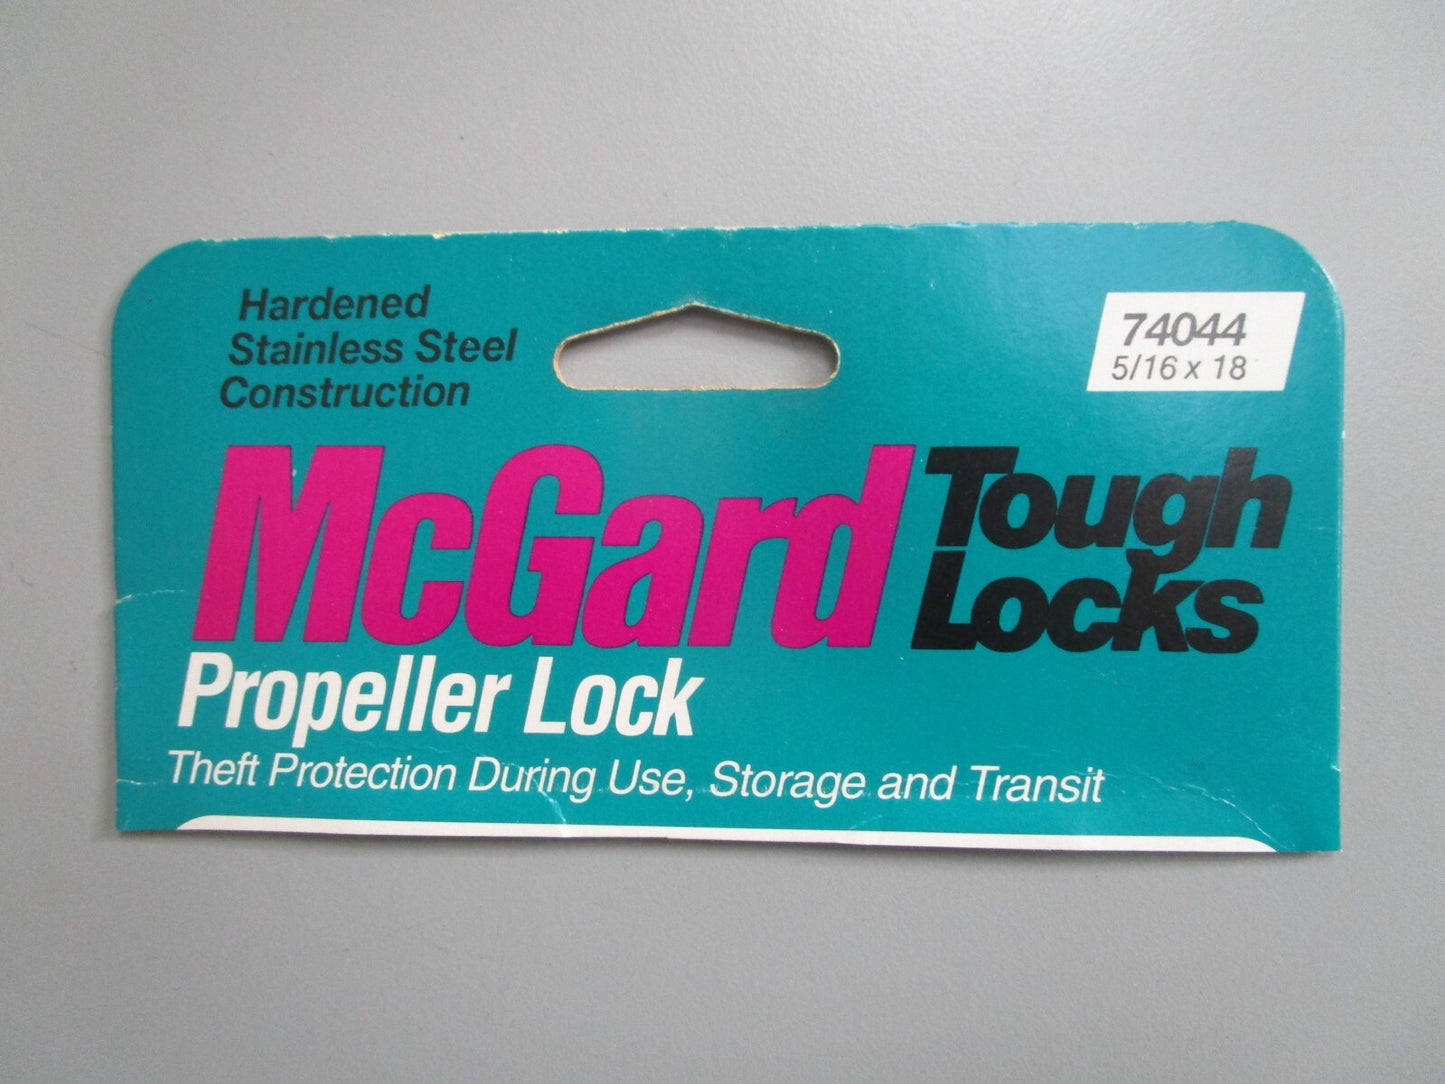 Hardened
Stainless Steel
Construction
74044
5/16 x 18
McGard
Tough
Locks
Propeller Lock
Theft Protection During Use, Storage and Transit